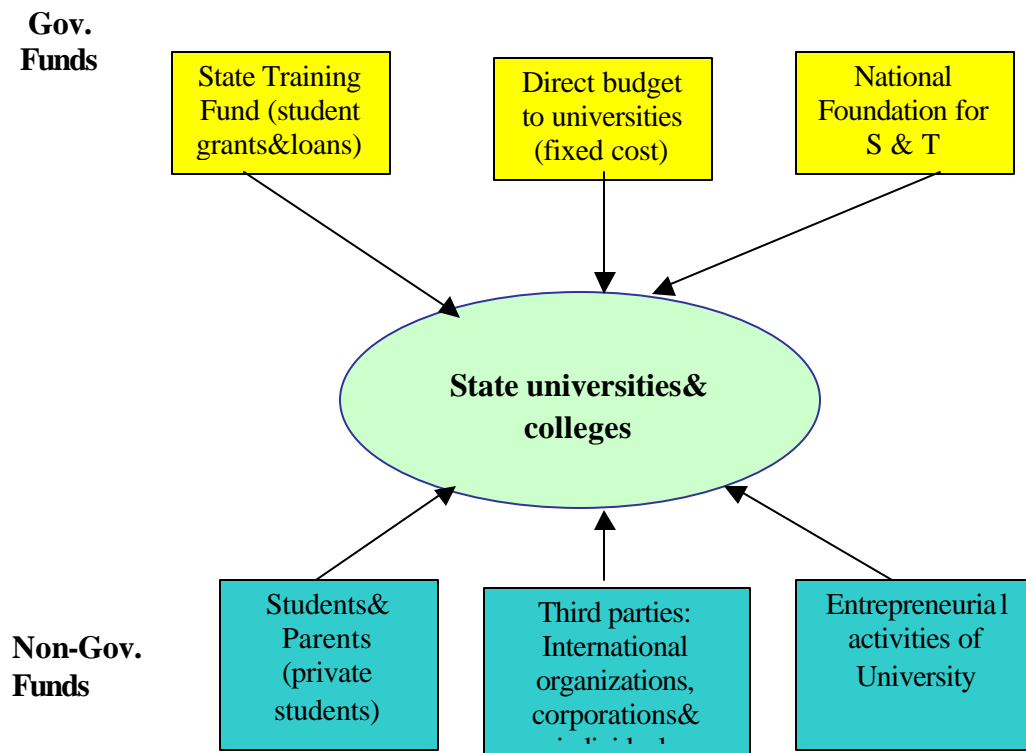 Gov.
Funds
State Training
Fund (student
grants&loans)
Direct budget
to universities
(fixed cost)
National
Foundation for
S & T
State universities&
colleges
Non-Gov.
Funds
Students&
Parents
(private
students)
Third parties:
International
organizations,
corporations&
Entrepreneurial
activities of
University